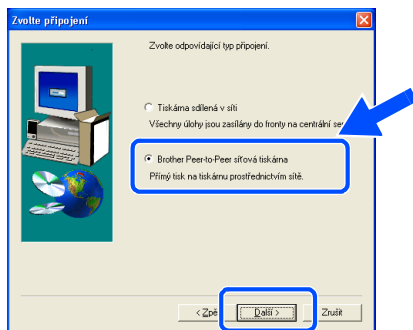 Zvolte připojení
Zvolte odpovídající typ připojení.
Tiskárna sdílená v síti
Všechny úlohy jsou zasílány do fronty na centrální
Brother Peer-to-Peer síťová tiskárna
Přímý tisk na tiskárnu prostřednictvím sítě.
< Zpě Další > Zrušit